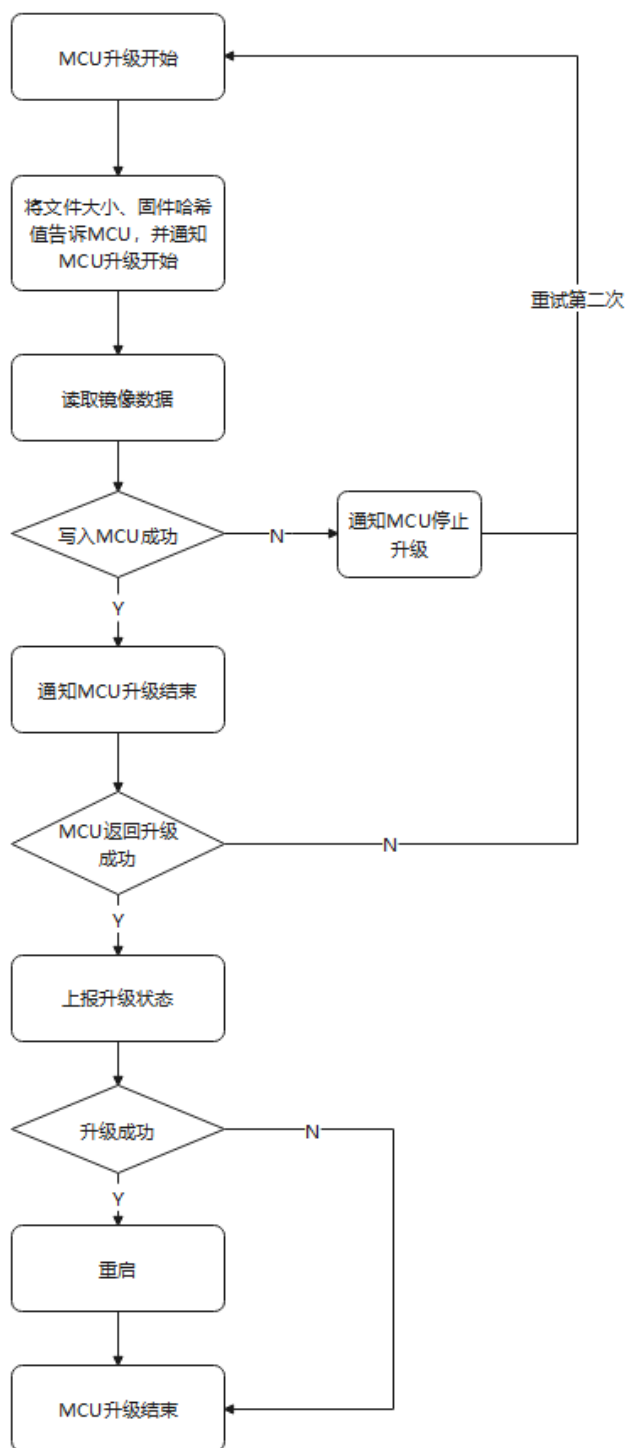 MCU升级开始
将文件大小、固件哈希
值告诉MCU，并通知
MCU升级开始
重试第二次
读取镜像数据
写入MCU成功
N
通知MCU停止
升级
Y
通知MCU升级结束
MCU返回升级
成功
N
Y
上报升级状态
升级成功
N
Y
重启
MCU升级结束